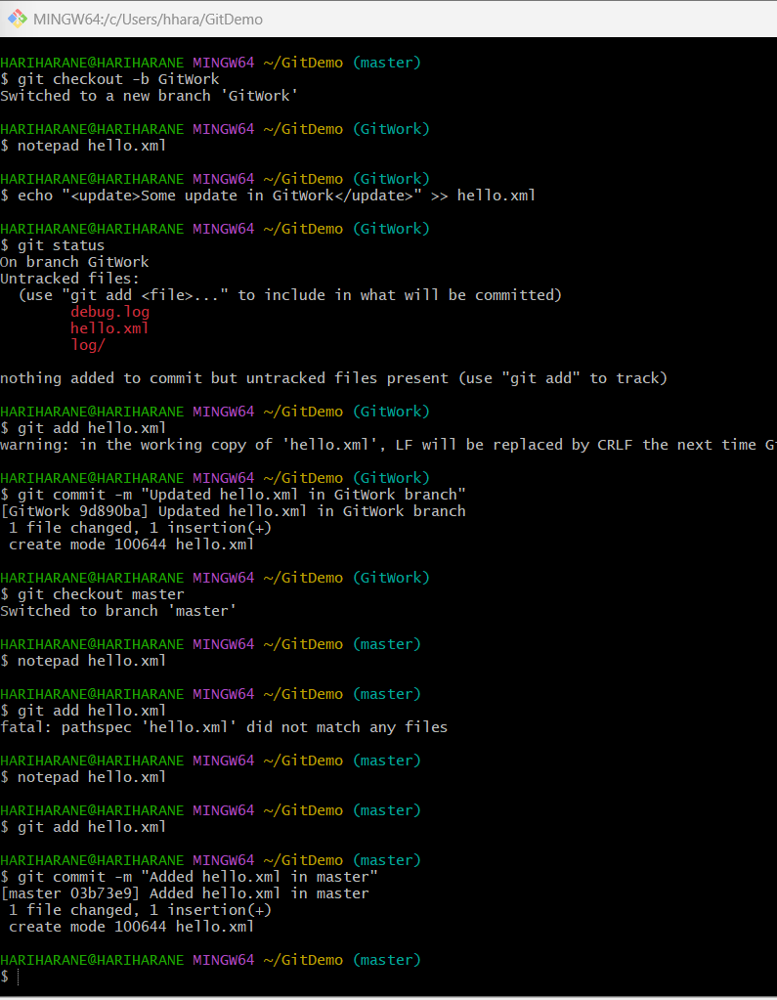 MINGW64:/c/Users/hhara/GitDemo
HARIHARANE@HARIHARANE MINGW64 ~/GitDemo (master)
$ git checkout -b GitWork
Switched to a new branch 'GitWork'
HARIHARANE@HARIHARANE MINGW64 ~/GitDemo (GitWork)
$ notepad hello.xml
HARIHARANE@HARIHARANE MINGW64 ~/GitDemo (GitWork)
$ echo "<update>Some update in GitWork</update>" >> hello.xml
HARIHARANE@HARIHARANE MINGW64 ~/GitDemo (GitWork)
$ git status
On branch GitWork
Untracked files:
  (use "git add <file>..." to include in what will be committed)
        debug.log
        hello.xml
        log/
nothing added to commit but untracked files present (use "git add" to track)
HARIHARANE@HARIHARANE MINGW64 ~/GitDemo (GitWork)
$ git add hello.xml
warning: in the working copy of 'hello.xml', LF will be replaced by CRLF the next time G
HARIHARANE@HARIHARANE MINGW64 ~/GitDemo (GitWork)
$ git commit -m "Updated hello.xml in GitWork branch"
[GitWork 9d890ba] Updated hello.xml in GitWork branch
 1 file changed, 1 insertion(+)
 create mode 100644 hello.xml
HARIHARANE@HARIHARANE MINGW64 ~/GitDemo (GitWork)
$ git checkout master
Switched to branch 'master'
HARIHARANE@HARIHARANE MINGW64 ~/GitDemo (master)
$ notepad hello.xml
HARIHARANE@HARIHARANE MINGW64 ~/GitDemo (master)
$ git add hello.xml
fatal: pathspec 'hello.xml' did not match any files
HARIHARANE@HARIHARANE MINGW64 ~/GitDemo (master)
$ notepad hello.xml
HARIHARANE@HARIHARANE MINGW64 ~/GitDemo (master)
$ git add hello.xml
HARIHARANE@HARIHARANE MINGW64 ~/GitDemo (master)
$ git commit -m "Added hello.xml in master"
[master 03b73e9] Added hello.xml in master
 1 file changed, 1 insertion(+)
 create mode 100644 hello.xml
HARIHARANE@HARIHARANE MINGW64 ~/GitDemo (master)
$